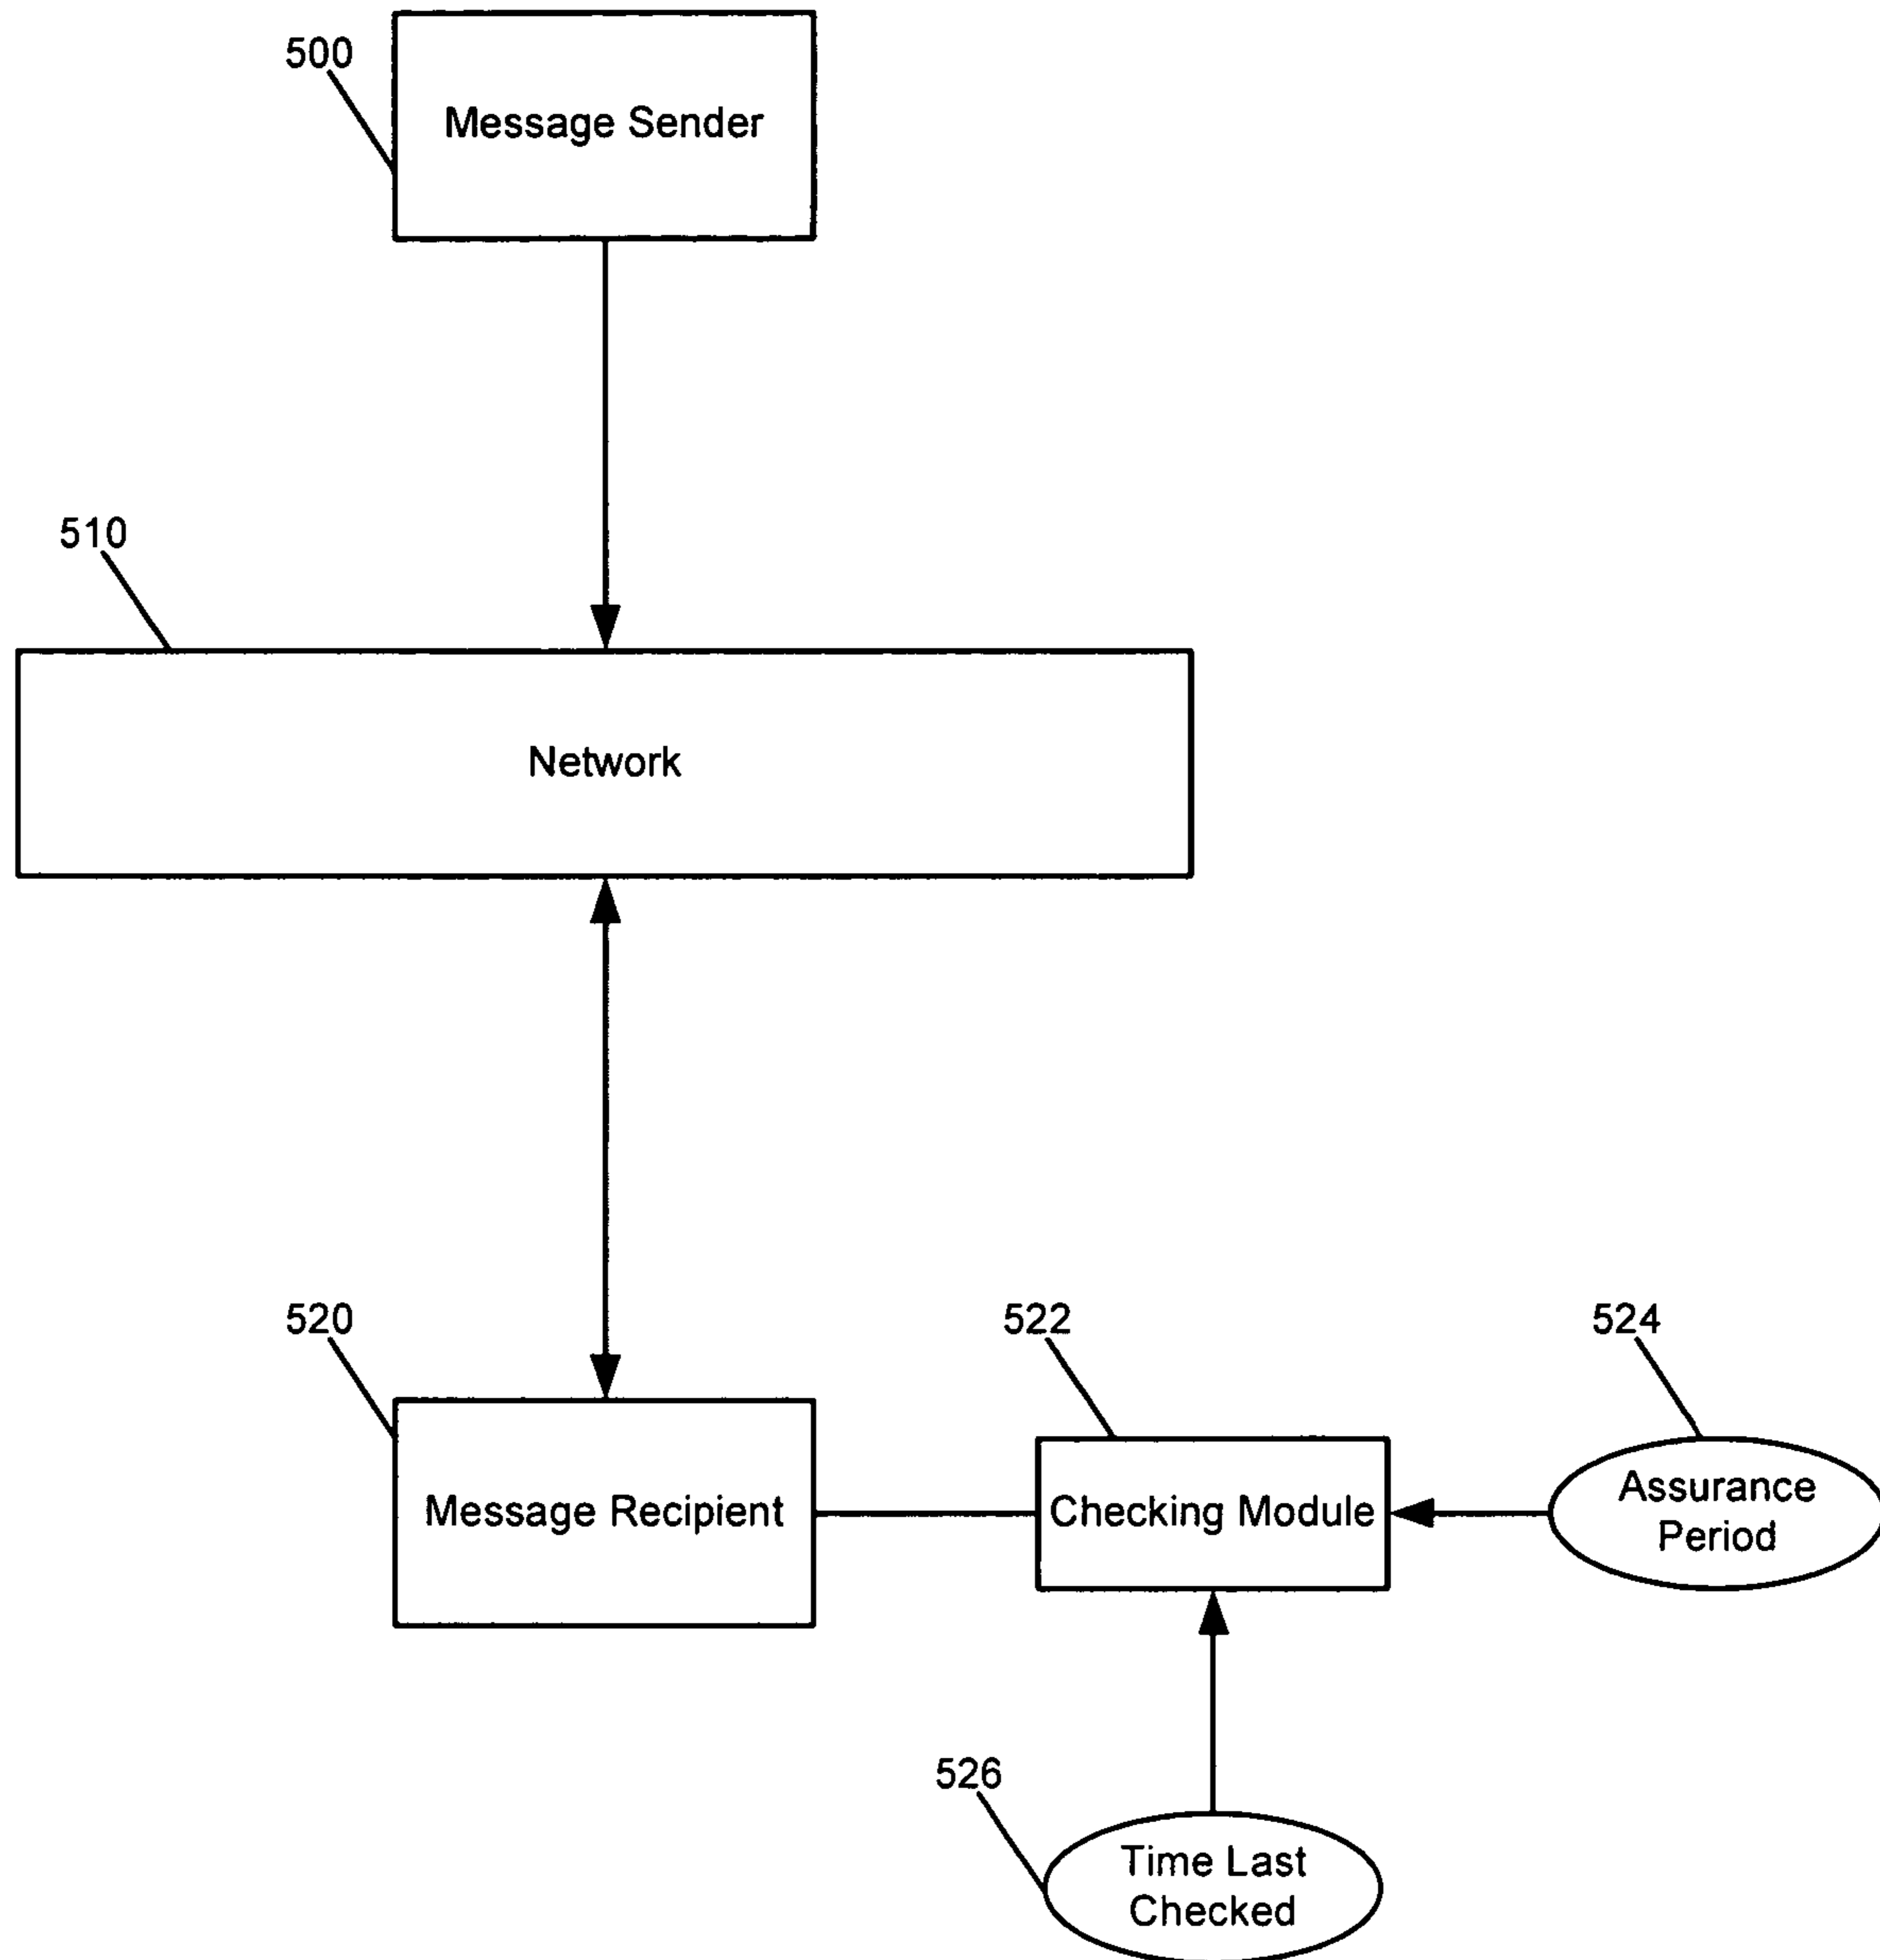 500
Message Sender
510
Network
520
522
524
Message Recipient
Checking Module
Assurance
Period
526
Time Last
Checked